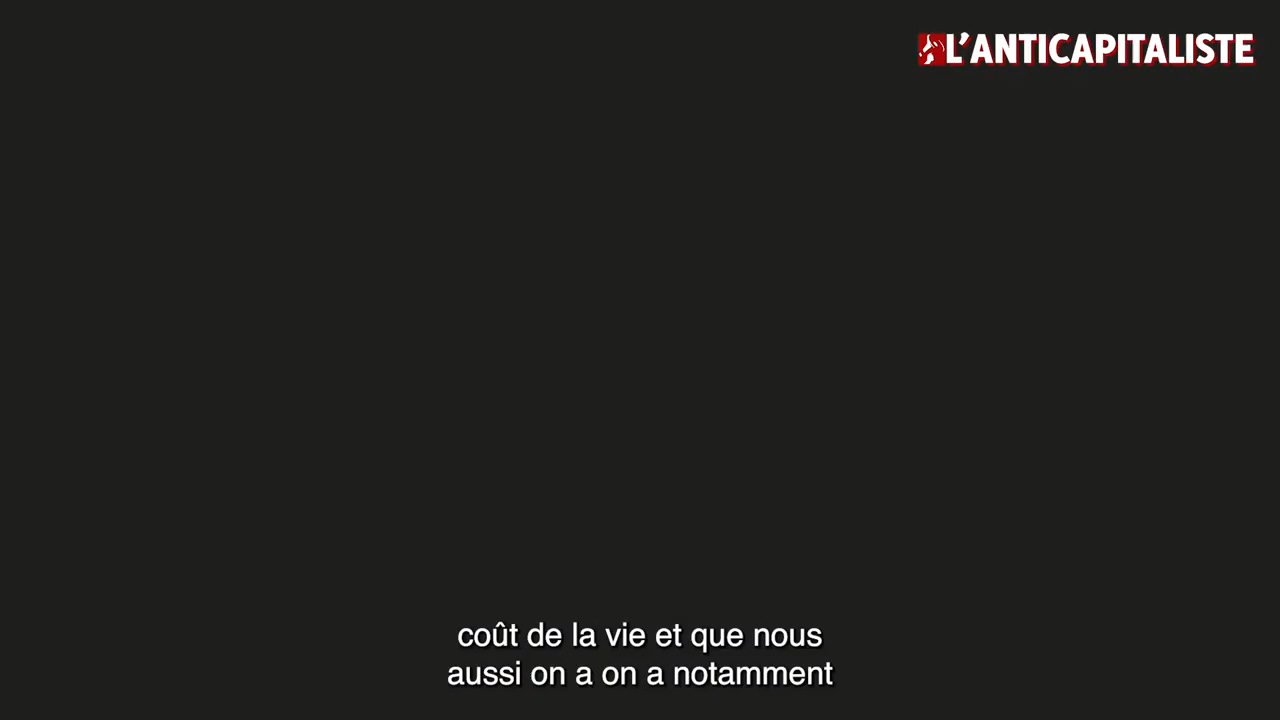 L'ANTICAPITALISTE
coût de la vie et que nous
aussi on a on a notamment